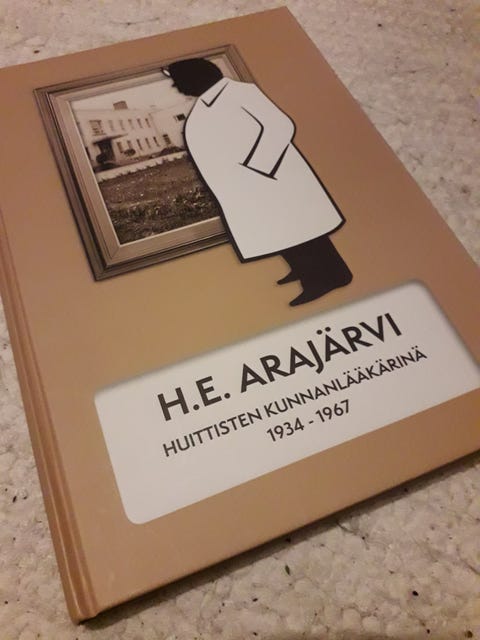 H.E. ARAJÄRVI
HUITTISTEN KUNNANLÄÄKÄRINÄ
1934 - 1967